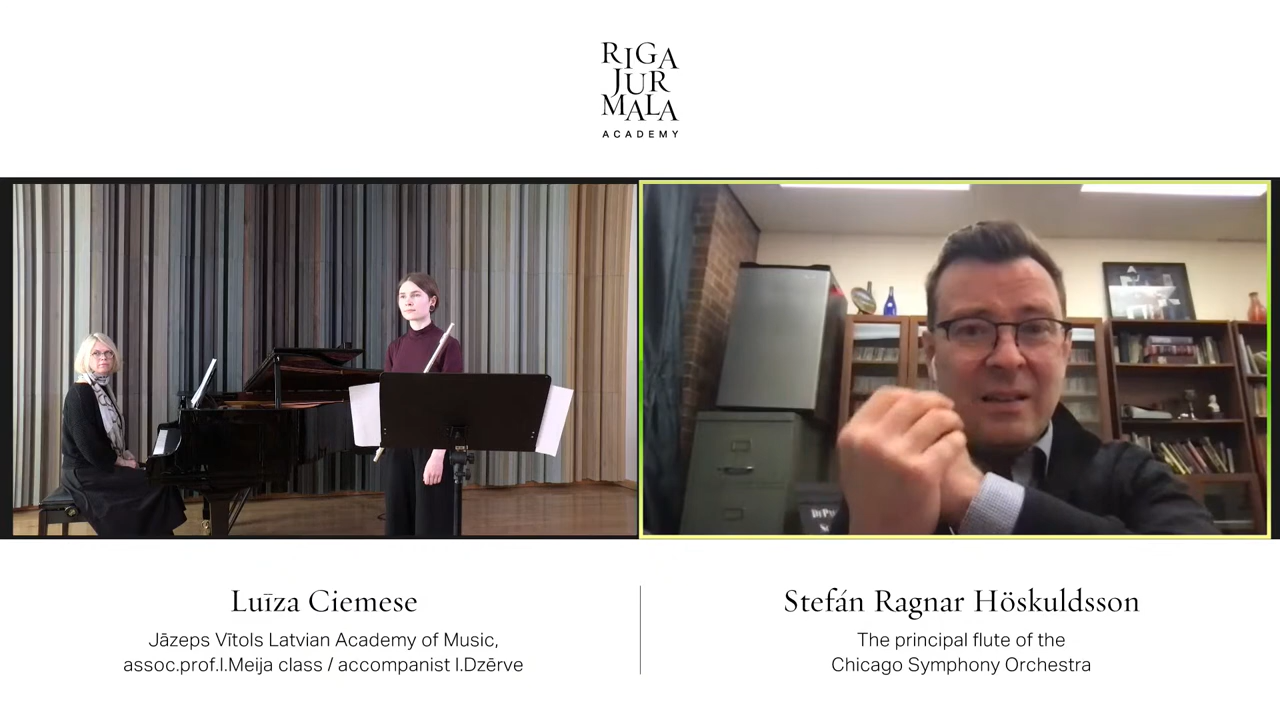 RIGA
JUR
MALA
ACADEMY
Luīza Ciemese
Jāzeps Vītols Latvian Academy of Music,
assoc.prof.I.Meija class / accompanist I.Dzērve
Stefán Ragnar Höskuldsson
The principal flute of the
Chicago Symphony Orchestra